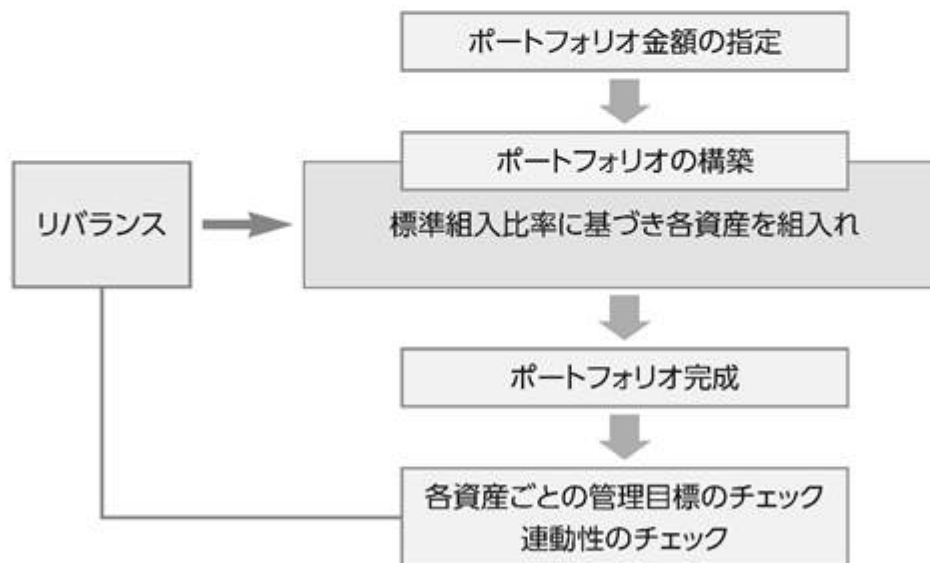 ポートフォリオ金額の指定
ポートフォリオの構築
リバランス
標準組入比率に基づき各資産を組入れ
ポートフォリオ完成
各資産ごとの管理目標のチェック
連動性のチェック